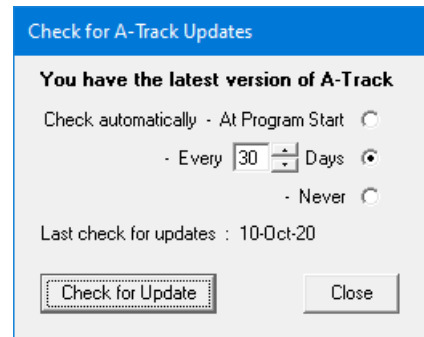 Check for A-Track Updates
You have the latest version of A-Track
Check automatically - At Program Start
- Every 30 Days
- Never
Last check for updates : 10-Oct-20
Check for Update Close